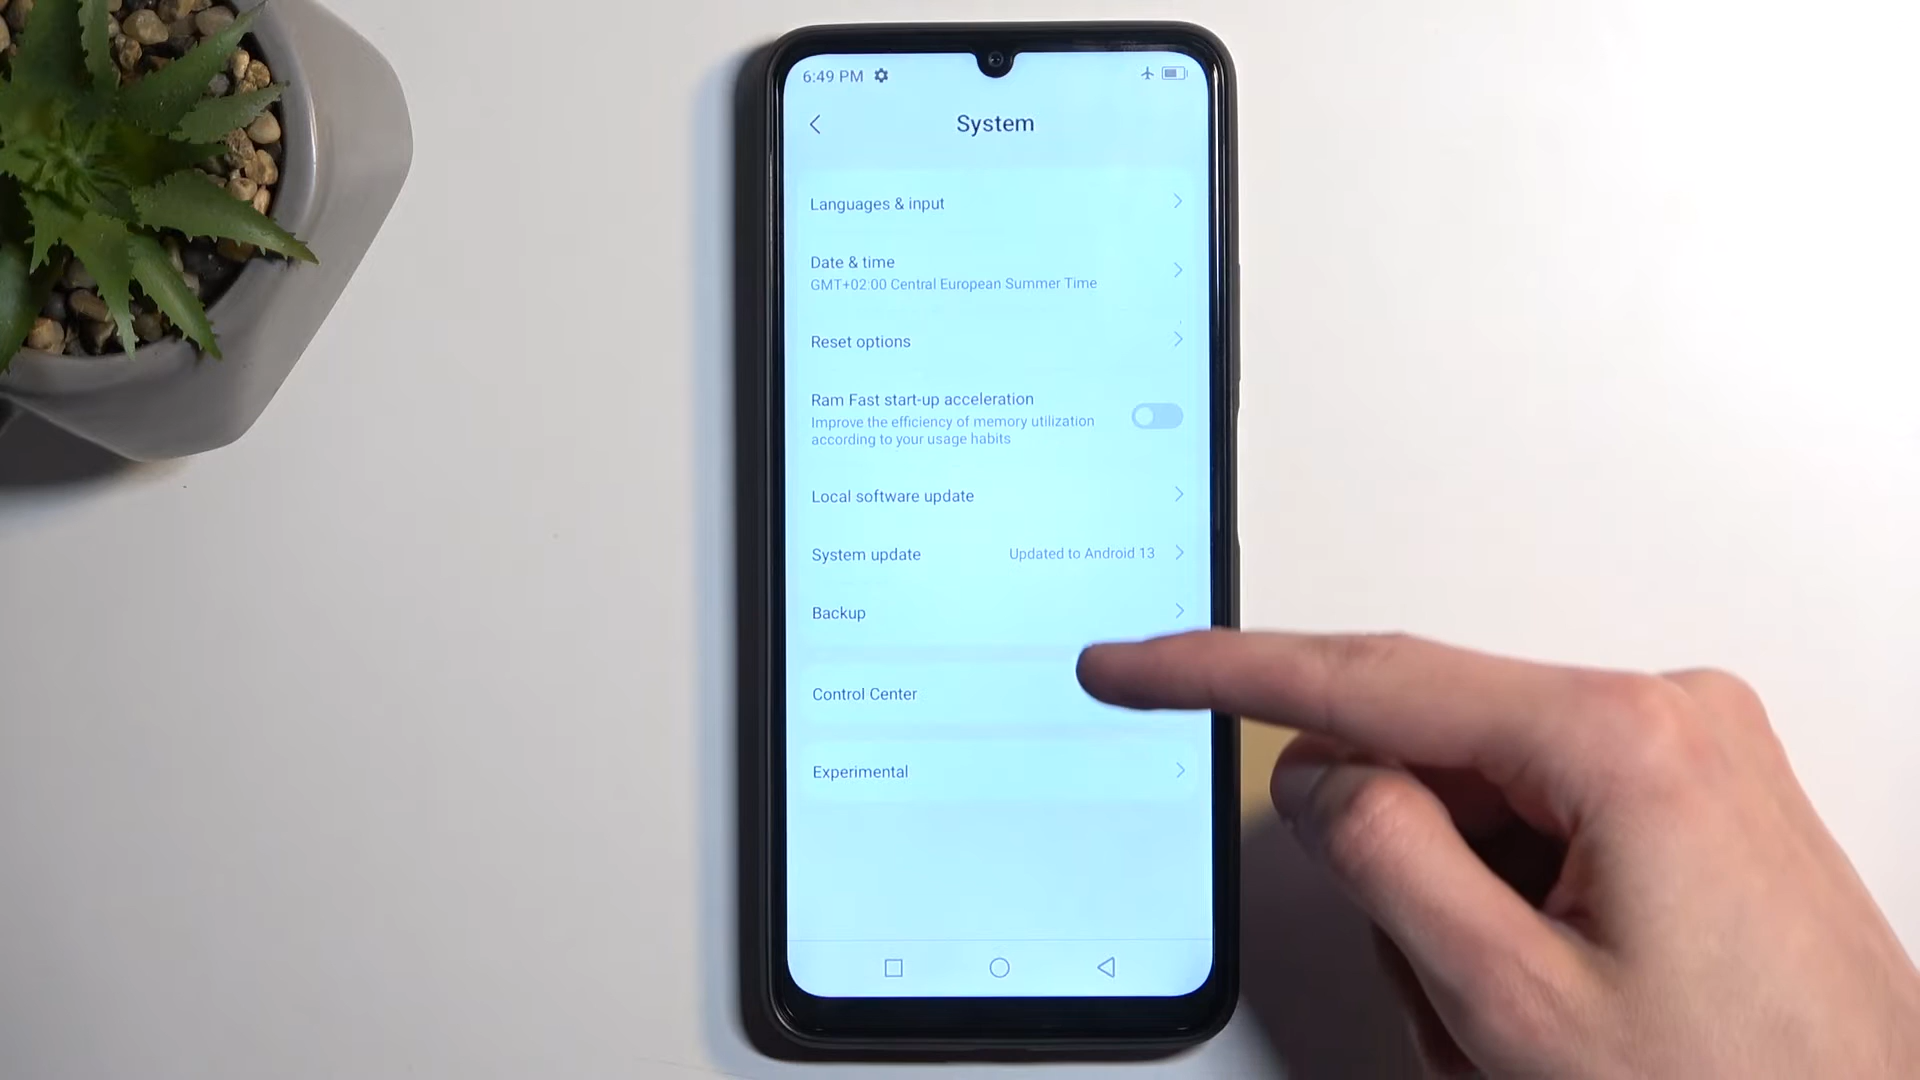 6:49 PM
System
Languages & input
Date & time
GMT+02:00 Central European Summer Time
Reset options
Ram Fast start-up acceleration
Improve the efficiency of memory utilization
according to your usage habits
Local software update
System update Updated to Android 13
Backup
Control Center
Experimental